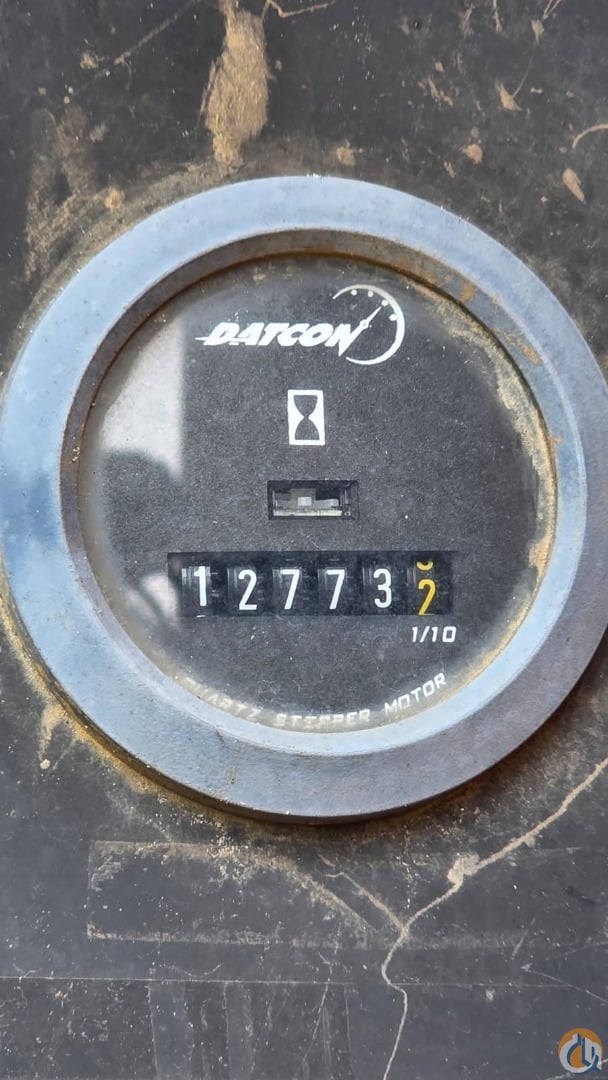 DATCON
127732
1/10
QUARTZ STEPPER MOTOR